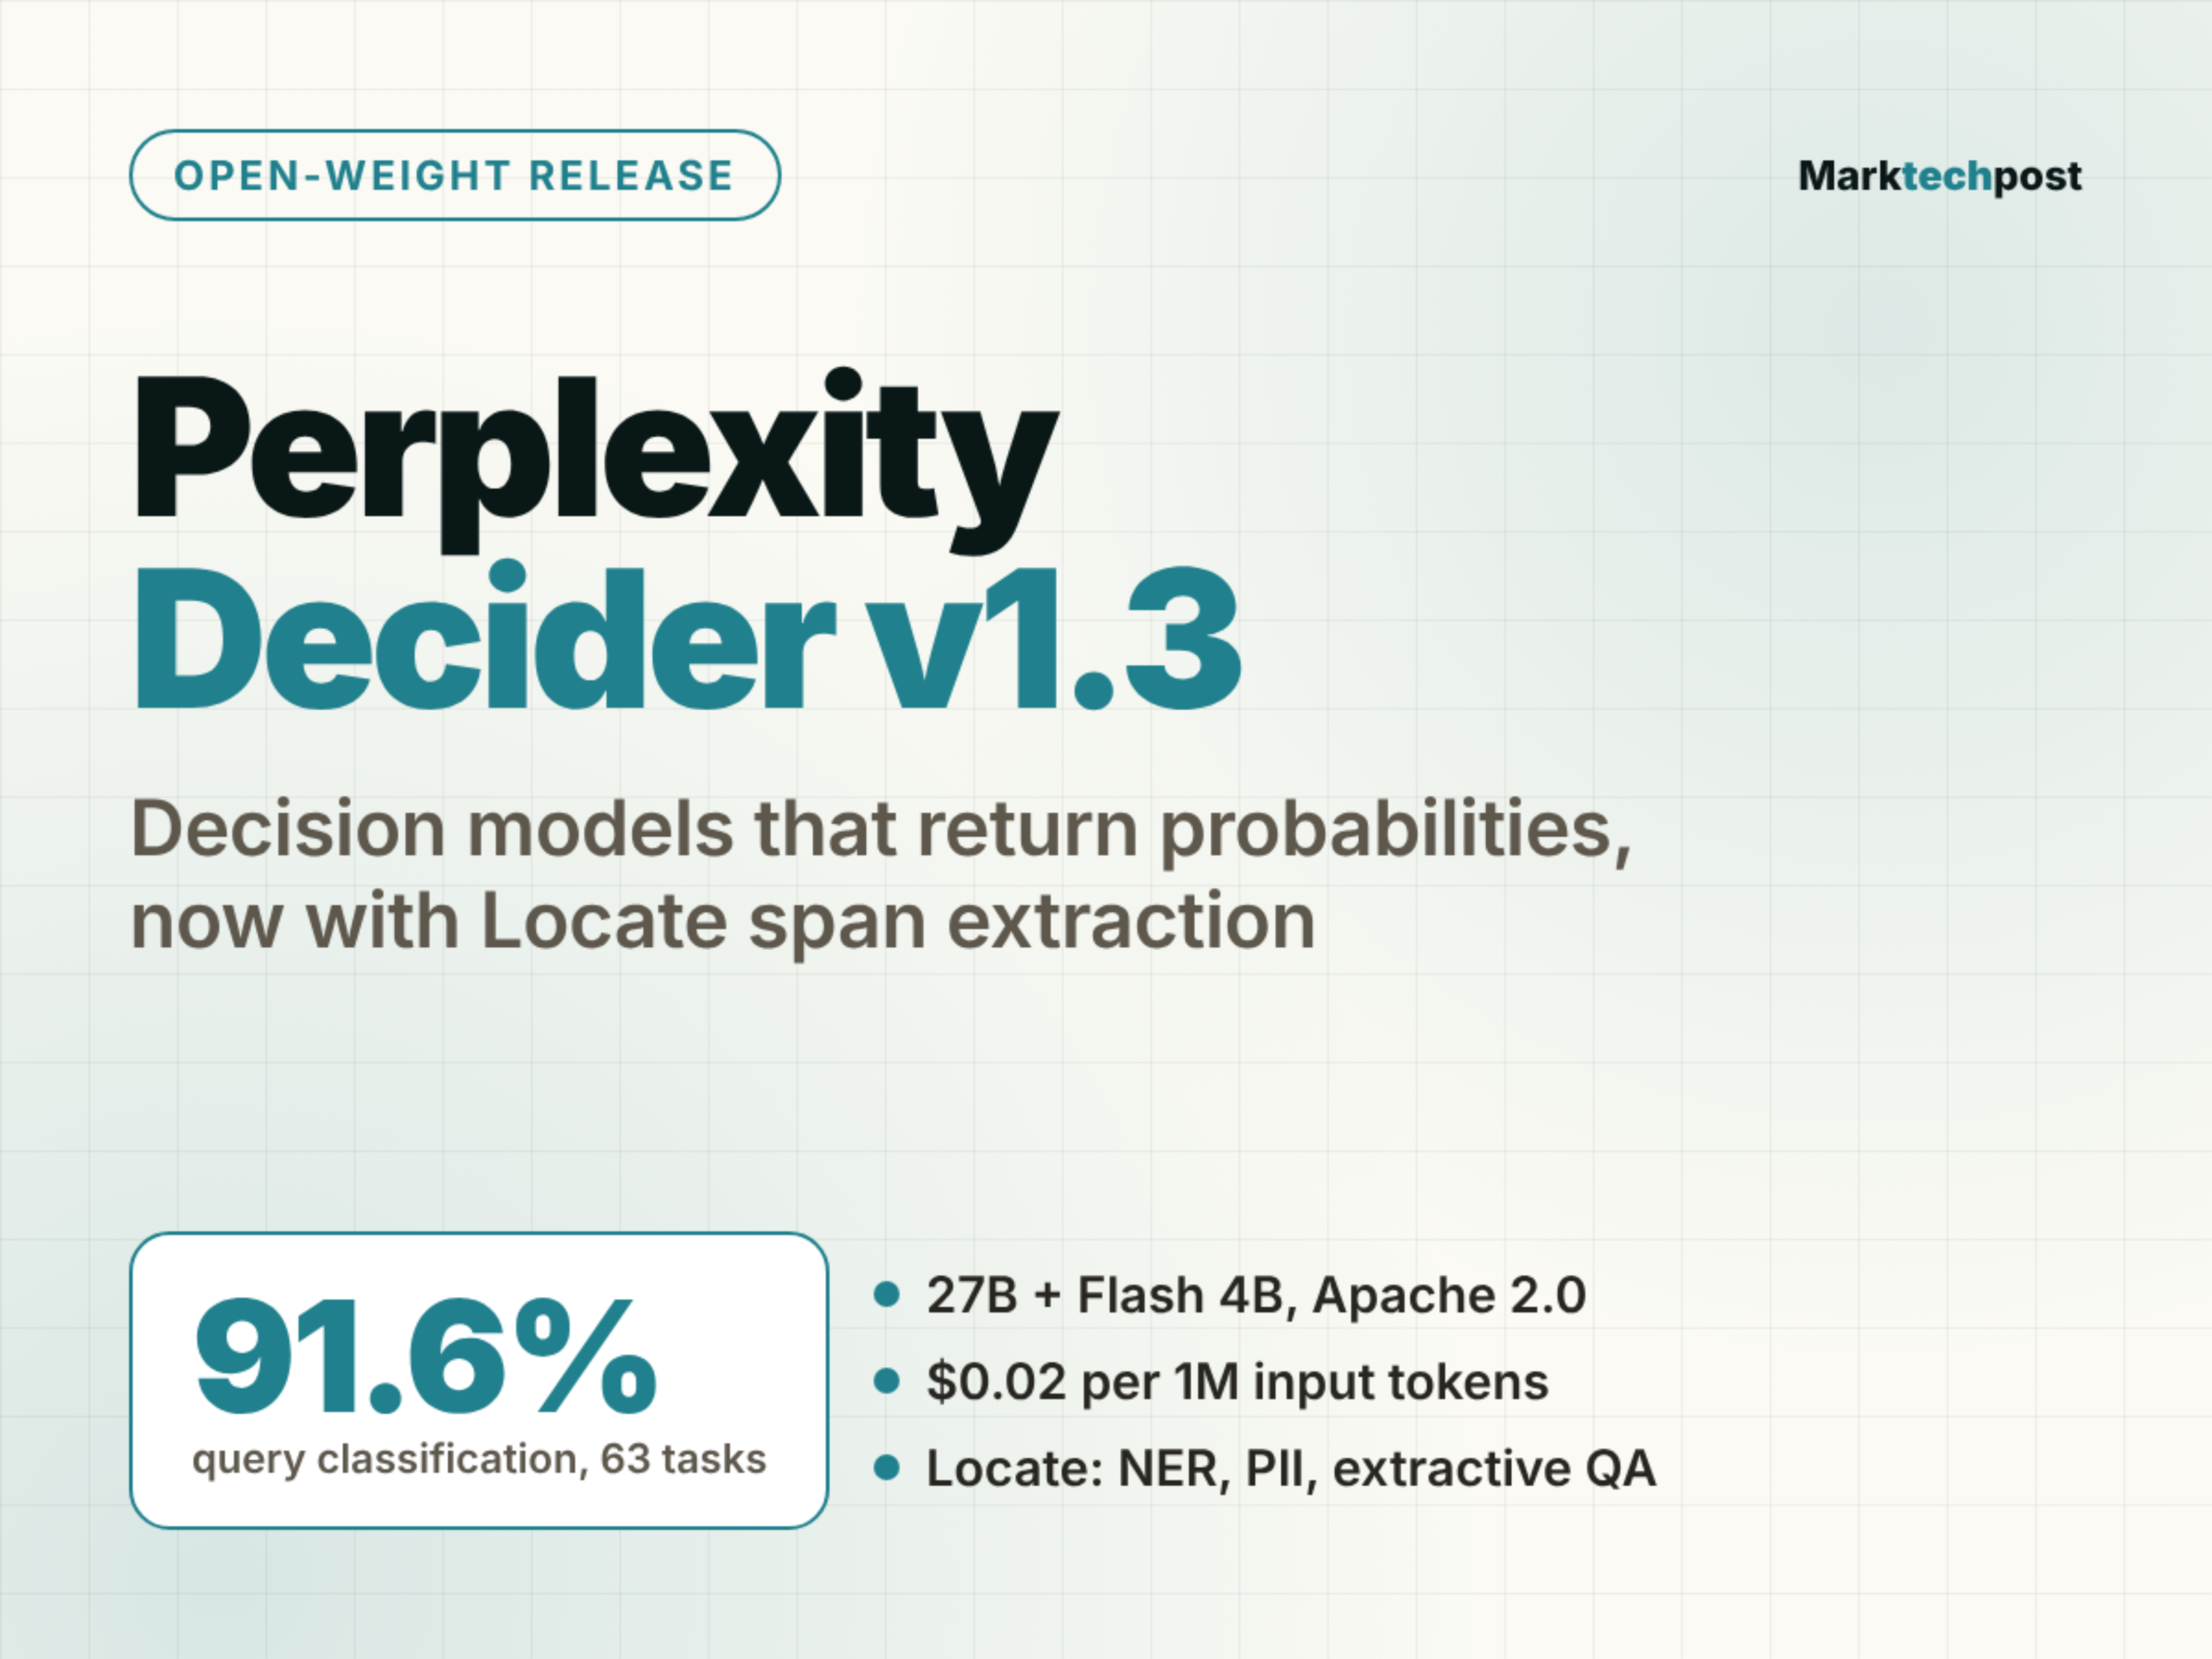 OPEN-WEIGHT RELEASE
Marktechpost
Perplexity
Decider v1.3
Decision models that return probabilities,
now with Locate span extraction
91.6%
query classification, 63 tasks
27B + Flash 4B, Apache 2.0
$0.02 per 1M input tokens
Locate: NER, PII, extractive QA